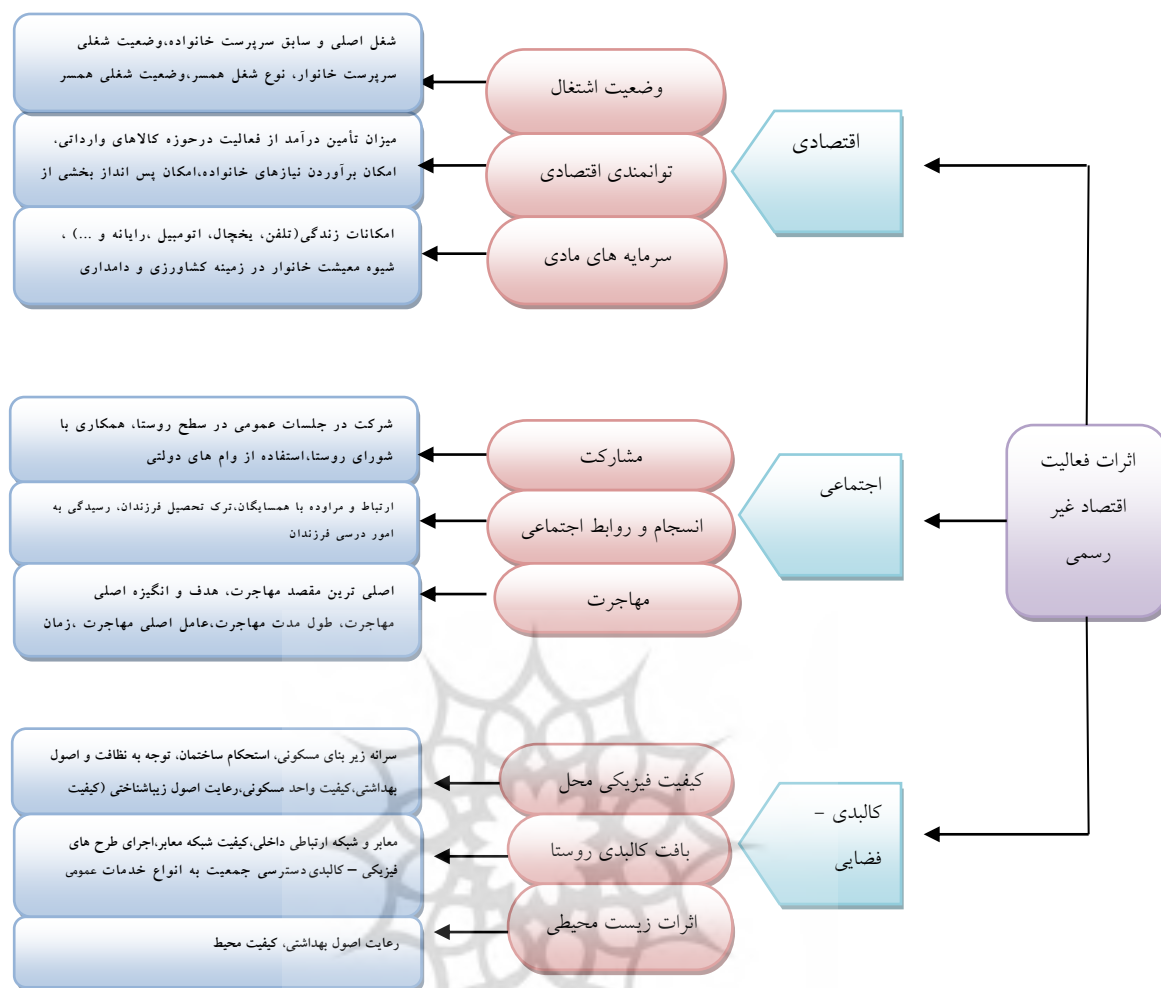 اثرات فعالیت
اقتصاد غیر
رسمی
اقتصادی
وضعیت اشتغال
شغل اصلی و سابق سرپرست خانواده،وضعیت شغلی
سرپرست خانوار، نوع شغل همسر،وضعیت شغلی همسر
توانمندی اقتصادی
میزان تأمین درآمد از فعالیت درحوزه کالاهای وارداتی،
امکان برآوردن نیازهای خانواده،امکان پس انداز بخشی از
سرمایه های مادی
امکانات زندگی(تلفن، یخچال، اتومبیل ،رایانه و ...) ،
شیوه معیشت خانوار در زمینه کشاورزی و دامداری
اجتماعی
مشارکت
شرکت در جلسات عمومی در سطح روستا، همکاری با
شورای روستا،استفاده از وام های دولتی
انسجام و روابط اجتماعی
ارتباط و مراوده با همسایگان،ترک تحصیل فرزندان، رسیدگی به
امور درسی فرزندان
مهاجرت
اصلی ترین مقصد مهاجرت، هدف و انگیزه اصلی
مهاجرت، طول مدت مهاجرت،عامل اصلی مهاجرت ،زمان
کالبدی –
فضایی
کیفیت فیزیکی محل
سرانه زیر بنای مسکونی، استحکام ساختمان، توجه به نظافت و اصول
بهداشتی،کیفیت واحد مسکونی،رعایت اصول زیباشناختی (کیفیت
بافت کالبدی روستا
معابر و شبکه ارتباطی داخلی،کیفیت شبکه معابر،اجرای طرح های
فیزیکی – کالبدی دسترسی جمعیت به انواع خدمات عمومی
اثرات زیست محیطی
رعایت اصول بهداشتی، کیفیت محیط